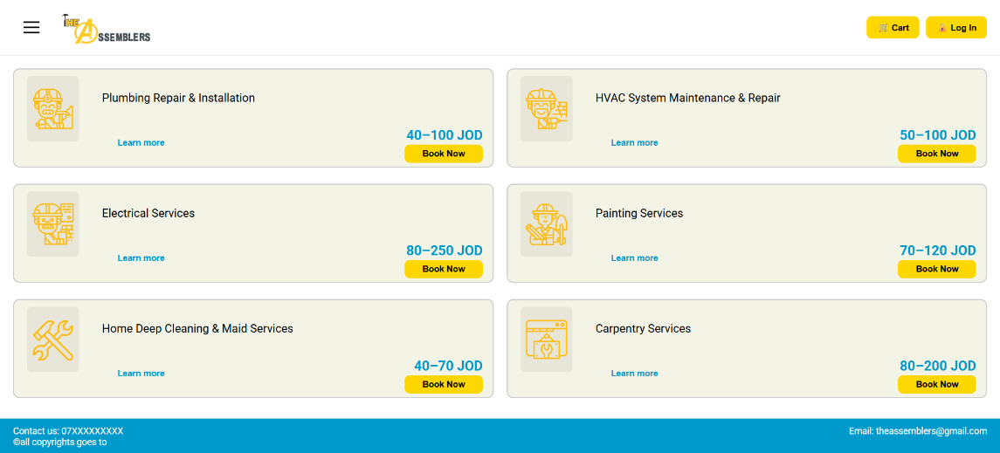 THE ASSEMBLERS
🛒 Cart
🔒 Log In
Plumbing Repair & Installation
Learn more
40–100 JOD
Book Now
HVAC System Maintenance & Repair
Learn more
50–100 JOD
Book Now
Electrical Services
Learn more
80–250 JOD
Book Now
Painting Services
Learn more
70–120 JOD
Book Now
Home Deep Cleaning & Maid Services
Learn more
40–70 JOD
Book Now
Carpentry Services
Learn more
80–200 JOD
Book Now
Contact us: 07XXXXXXXXX
©all copyrights goes to
Email: theassemblers@gmail.com